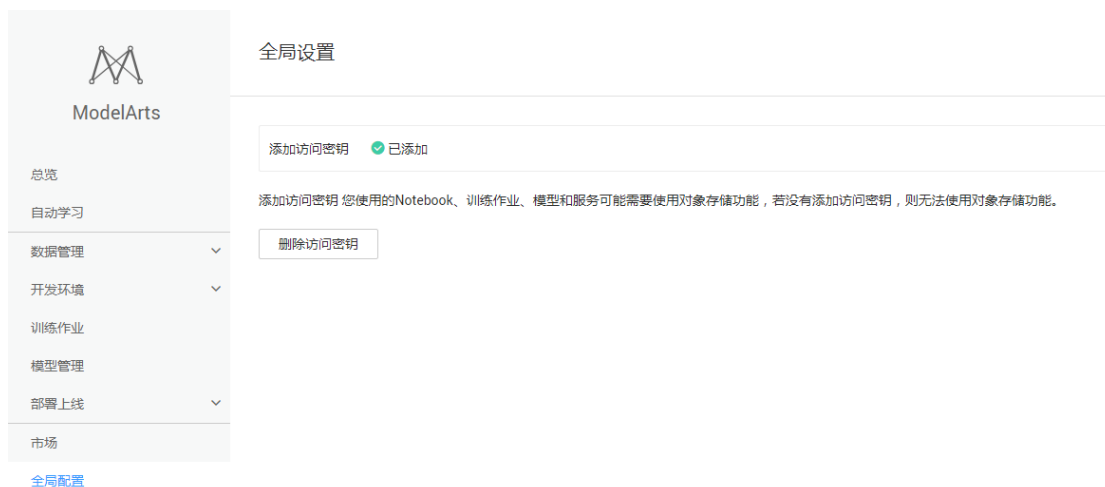 ModelArts
总览
自动学习
数据管理
开发环境
训练作业
模型管理
部署上线
市场
全局配置
全局设置
添加访问密钥 已添加
添加访问密钥 您使用的Notebook、训练作业、模型和服务可能需要使用对象存储功能，若没有添加访问密钥，则无法使用对象存储功能。
删除访问密钥